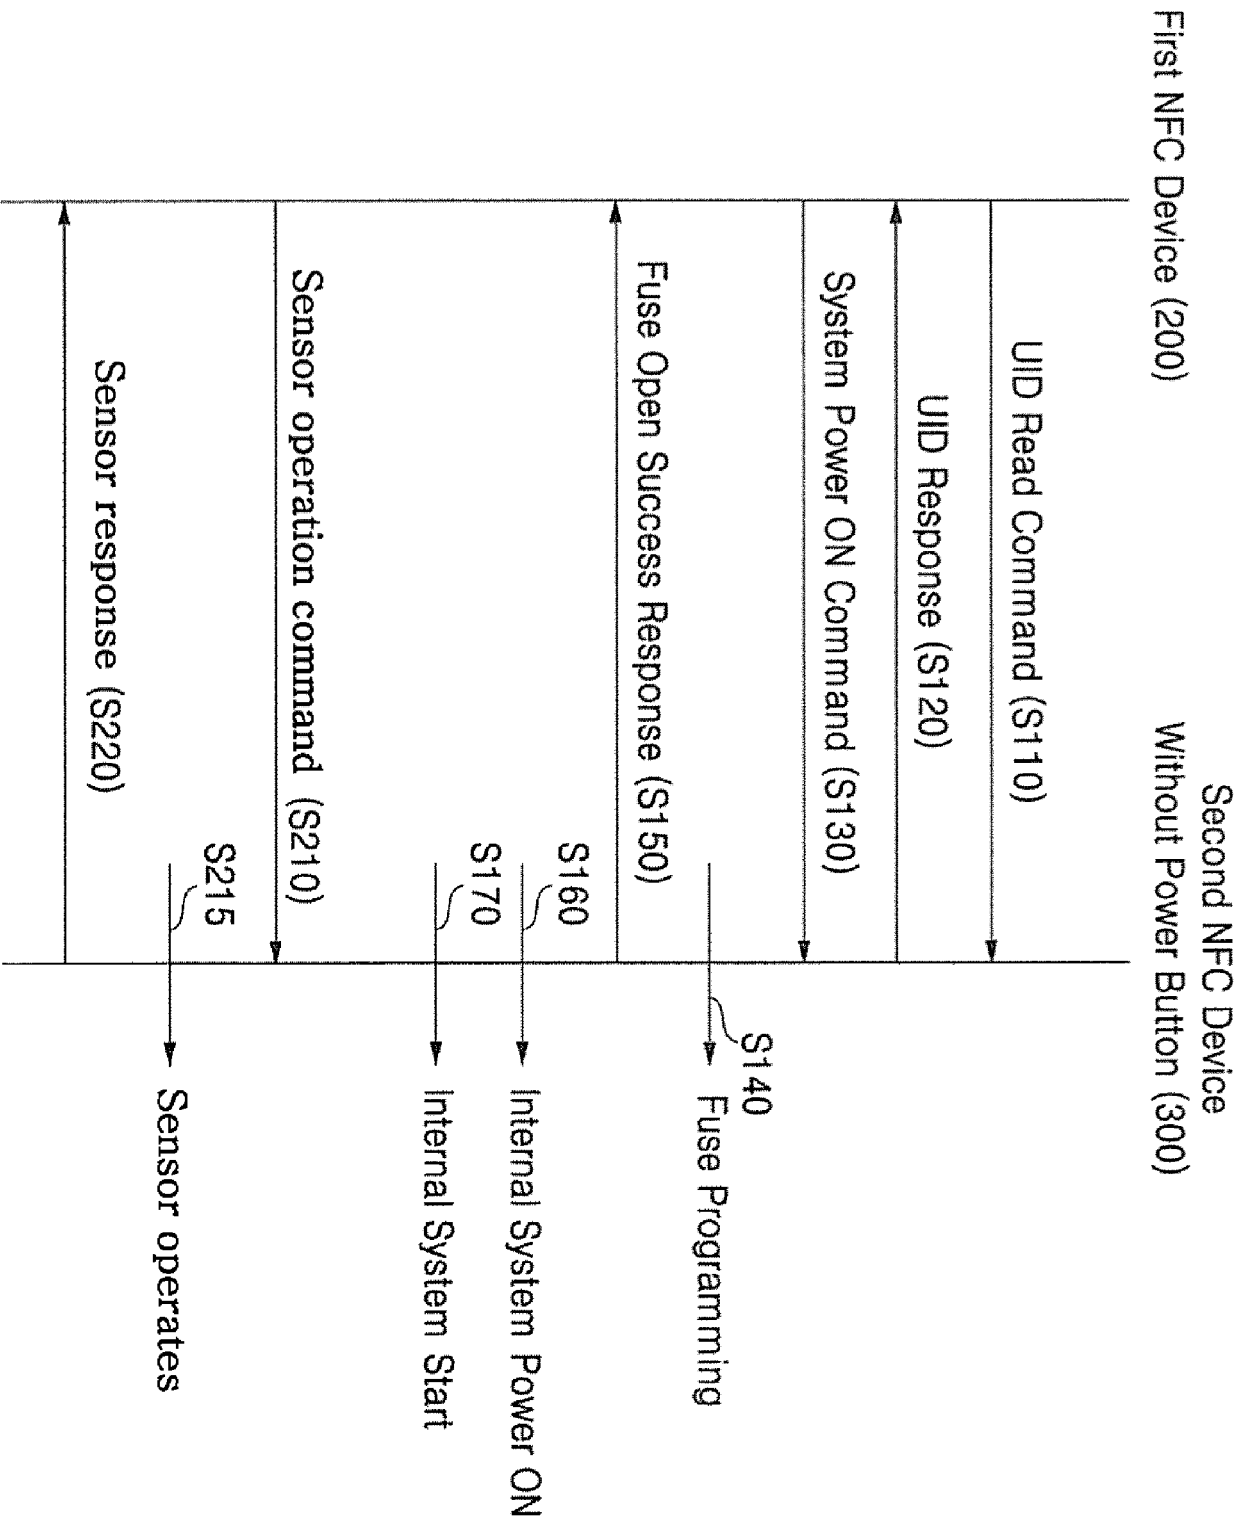 First NFC Device (200)
Second NFC Device
Without Power Button (300)
UID Read Command (S110)
UID Response (S120)
System Power ON Command (S130)
S140
Fuse Programming
Fuse Open Success Response (S150)
S160
Internal System Power ON
S170
Internal System Start
Sensor operation command (S210)
S215
Sensor operates
Sensor response (S220)